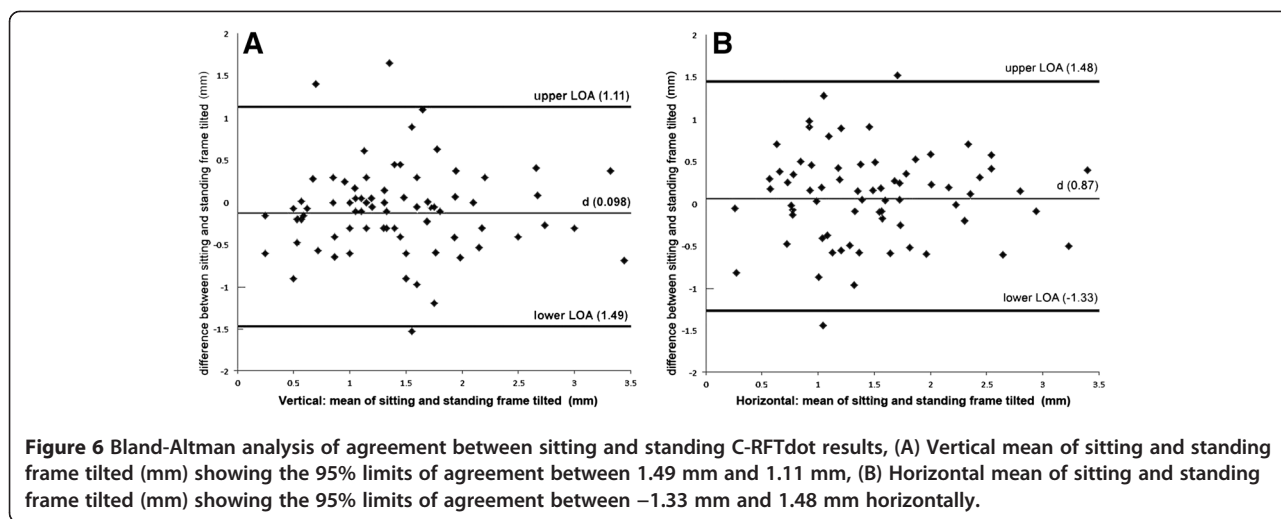 A
difference between sitting and standing frame tilted (mm)
2
1.5
1
0.5
0
-0.5
-1
-1.5
-2
upper LOA (1.11)
d (0.098)
lower LOA (1.49)
0 0.5 1 1.5 2 2.5 3 3.5
Vertical: mean of sitting and standing frame tilted (mm)
B
difference between sitting and standing frame tilted (mm)
2
1.5
1
0.5
0
-0.5
-1
-1.5
-2
upper LOA (1.48)
d (0.87)
lower LOA (-1.33)
0 0.5 1 1.5 2 2.5 3 3.5
Horizontal: mean of sitting and standing frame tilted (mm)
Figure 6 Bland-Altman analysis of agreement between sitting and standing C-RFTdot results, (A) Vertical mean of sitting and standing
frame tilted (mm) showing the 95% limits of agreement between 1.49 mm and 1.11 mm, (B) Horizontal mean of sitting and standing
frame tilted (mm) showing the 95% limits of agreement between −1.33 mm and 1.48 mm horizontally.